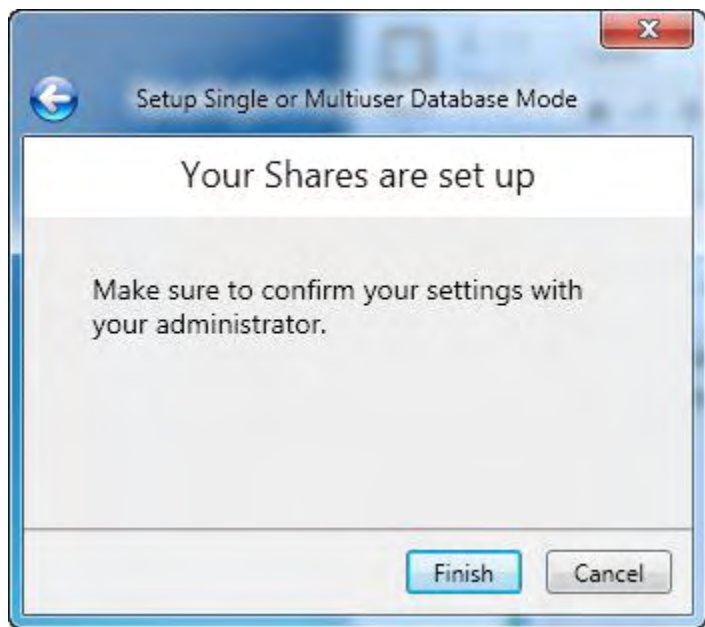 Setup Single or Multiuser Database Mode
Your Shares are set up
Make sure to confirm your settings with
your administrator.
Finish Cancel